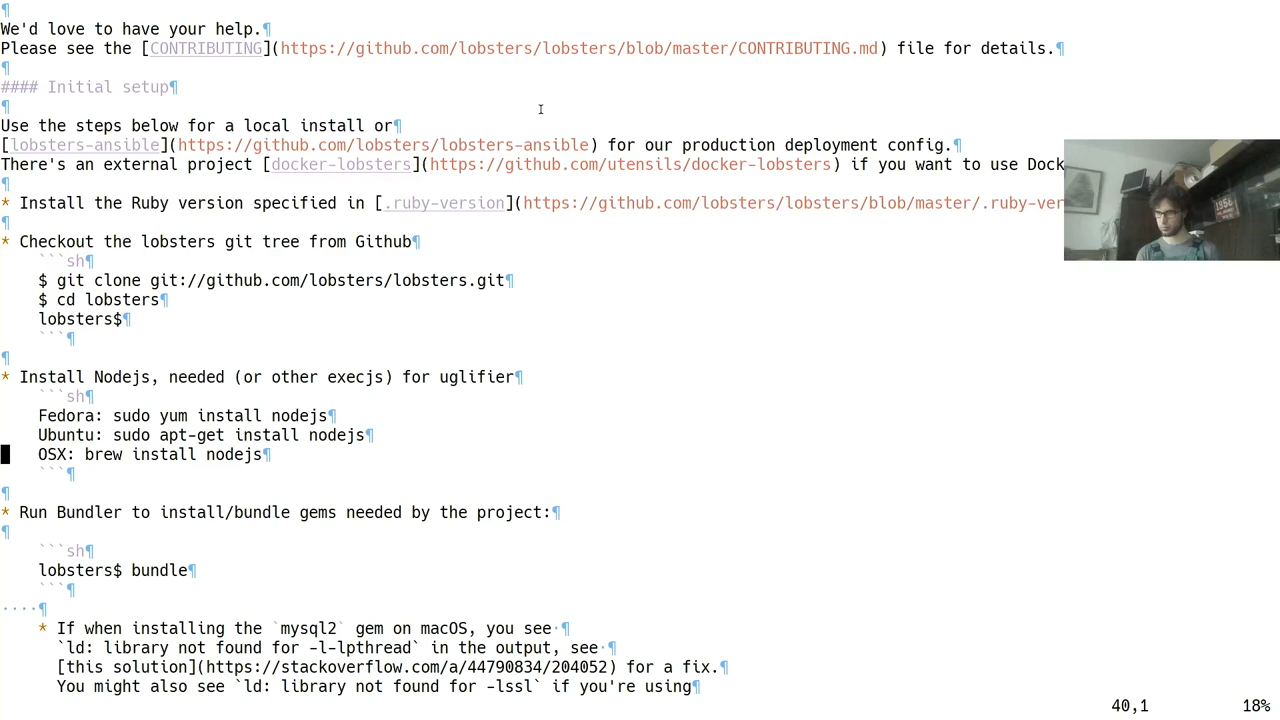 ¶
We'd love to have your help.¶
Please see the [CONTRIBUTING](https://github.com/lobsters/lobsters/blob/master/CONTRIBUTING.md) file for details.¶
¶
#### Initial setup¶
¶
Use the steps below for a local install or¶
[lobsters-ansible](https://github.com/lobsters/lobsters-ansible) for our production deployment config.¶
There's an external project [docker-lobsters](https://github.com/utensils/docker-lobsters) if you want to use Dock
¶
* Install the Ruby version specified in [.ruby-version](https://github.com/lobsters/lobsters/blob/master/.ruby-ver
¶
* Checkout the lobsters git tree from Github¶
```sh¶
$ git clone git://github.com/lobsters/lobsters.git¶
$ cd lobsters¶
lobsters$¶
```¶
¶
* Install Nodejs, needed (or other execjs) for uglifier¶
```sh¶
Fedora: sudo yum install nodejs¶
Ubuntu: sudo apt-get install nodejs¶
OSX: brew install nodejs¶
```¶
¶
* Run Bundler to install/bundle gems needed by the project:¶
¶
```sh¶
lobsters$ bundle¶
```¶
····¶
* If when installing the `mysql2` gem on macOS, you see·¶
`ld: library not found for -l-lpthread` in the output, see·¶
[this solution](https://stackoverflow.com/a/44790834/204052) for a fix.¶
You might also see `ld: library not found for -lssl` if you're using¶
40,1 18%
1956